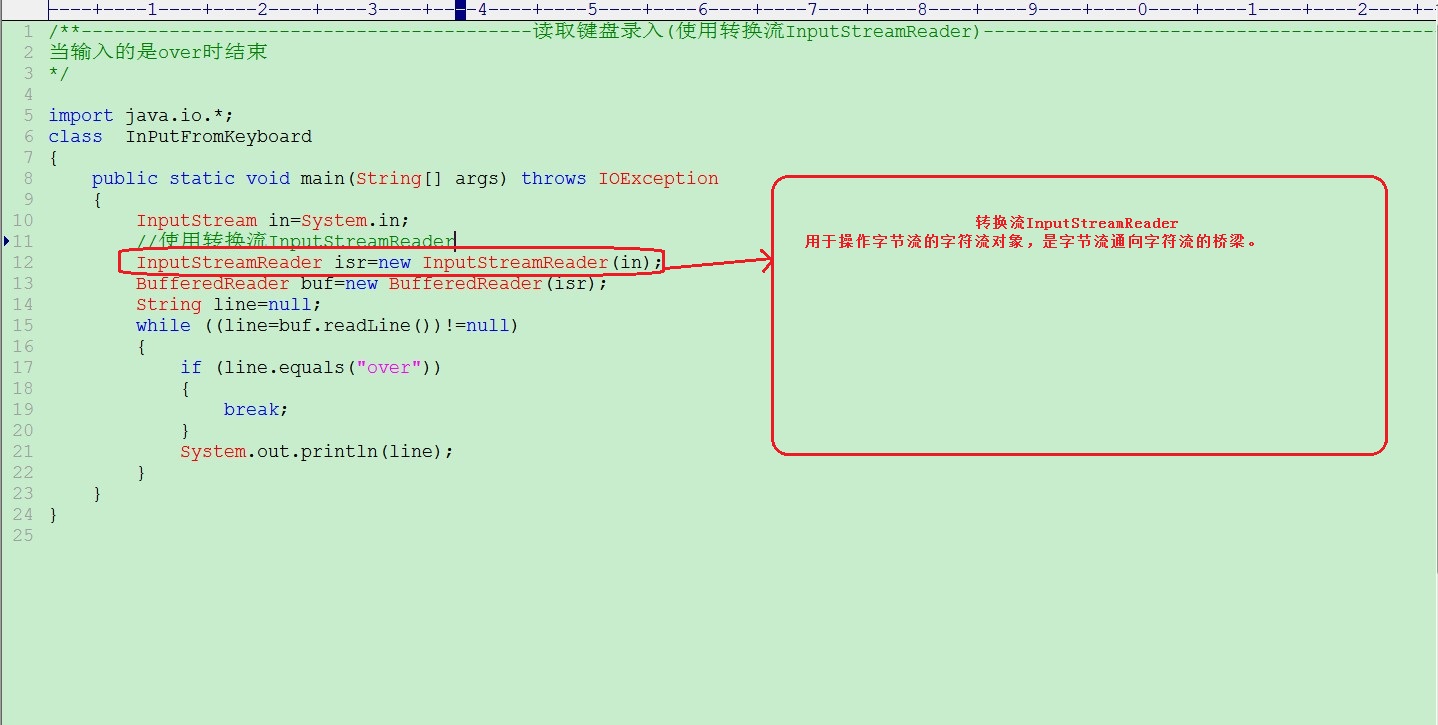 ----+----1----+----2----+----3----+----4----+----5----+----6----+----7----+----8----+----9----+----0----+----1----+----2----+-
1 /**-----------------------------------------读取键盘录入(使用转换流InputStreamReader)-----------------------------------------
2 当输入的是over时结束
3 */
4
5 import java.io.*;
6 class  InPutFromKeyboard
7 {
8     public static void main(String[] args) throws IOException
9     {
10         InputStream in=System.in;
11         //使用转换流InputStreamReader
12         InputStreamReader isr=new InputStreamReader(in);
13         BufferedReader buf=new BufferedReader(isr);
14         String line=null;
15         while ((line=buf.readLine())!=null)
16         {
17             if (line.equals("over"))
18             {
19                 break;
20             }
21             System.out.println(line);
22         }
23     }
24 }
25
转换流InputStreamReader
用于操作字节流的字符流对象，是字节流通向字符流的桥梁。